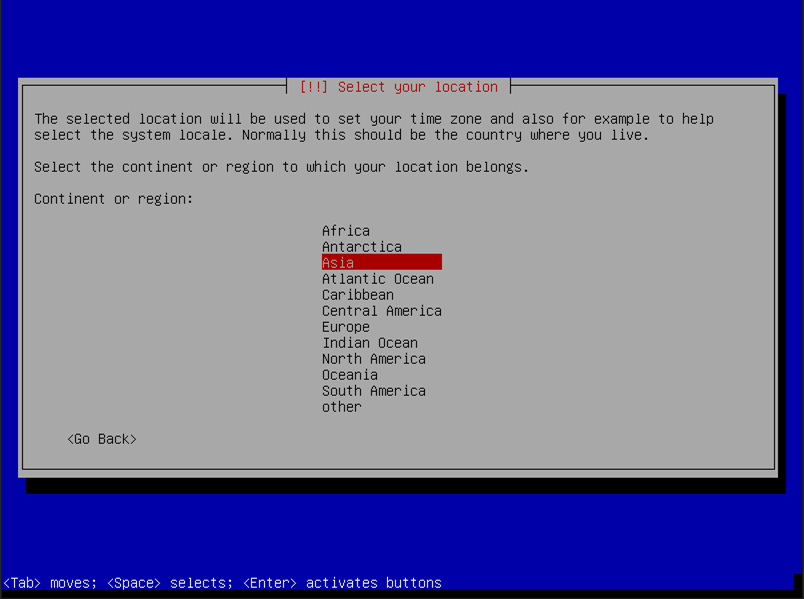 [!!] Select your location
The selected location will be used to set your time zone and also for example to help
select the system locale. Normally this should be the country where you live.
Select the continent or region to which your location belongs.
Continent or region:
Africa
Antarctica
Asia
Atlantic Ocean
Caribbean
Central America
Europe
Indian Ocean
North America
Oceania
South America
other
<Go Back>
<Tab> moves; <Space> selects; <Enter> activates buttons